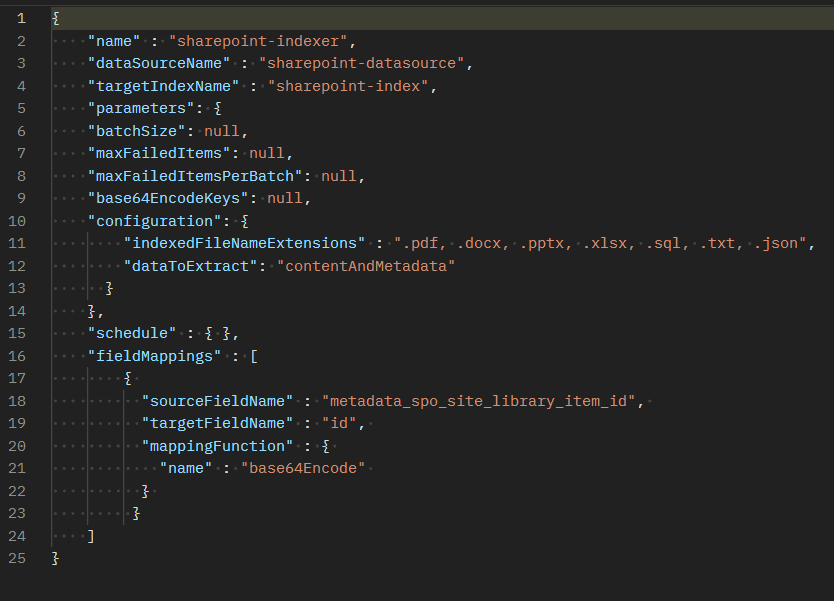 1 {
2     "name" : "sharepoint-indexer",
3     "dataSourceName" : "sharepoint-datasource",
4     "targetIndexName" : "sharepoint-index",
5     "parameters": {
6     "batchSize": null,
7     "maxFailedItems": null,
8     "maxFailedItemsPerBatch": null,
9     "base64EncodeKeys": null,
10     "configuration": {
11         "indexedFileNameExtensions" : ".pdf, .docx, .pptx, .xlsx, .sql, .txt, .json",
12         "dataToExtract": "contentAndMetadata"
13       }
14     },
15     "schedule" : { },
16     "fieldMappings" : [
17         {
18           "sourceFieldName" : "metadata_spo_site_library_item_id",
19           "targetFieldName" : "id",
20           "mappingFunction" : {
21             "name" : "base64Encode"
22           }
23          }
24     ]
25 }